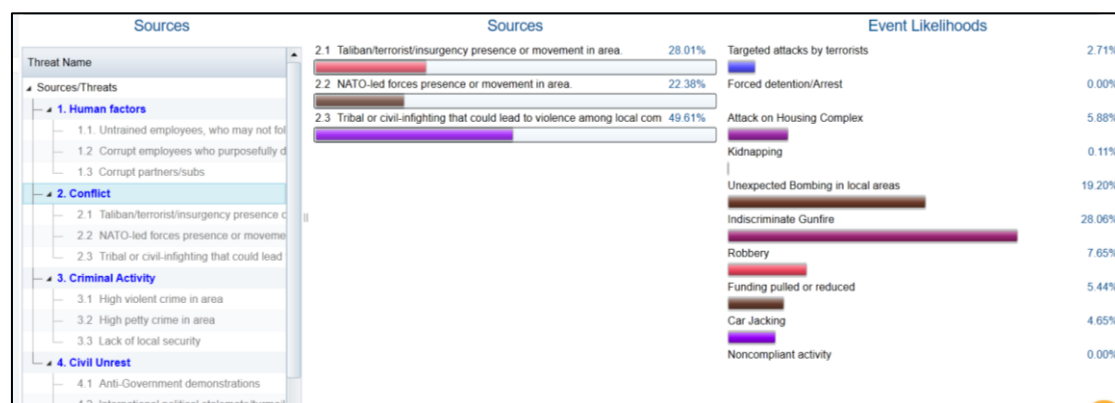 Sources
Threat Name
Sources/Threats
1. Human factors
1.1. Untrained employees, who may not fol
1.2 Corrupt employees who purposefully d
1.3 Corrupt partners/subs
2. Conflict
2.1 Taliban/terrorist/insurgency presence c
2.2 NATO-led forces presence or moveme
2.3 Tribal or civil-infighting that could lead
3. Criminal Activity
3.1 High violent crime in area
3.2 High petty crime in area
3.3 Lack of local security
4. Civil Unrest
4.1 Anti-Government demonstrations
Sources
2.1 Taliban/terrorist/insurgency presence or movement in area. 28.01%
2.2 NATO-led forces presence or movement in area. 22.38%
2.3 Tribal or civil-infighting that could lead to violence among local com 49.61%
Event Likelihoods
Targeted attacks by terrorists 2.71%
Forced detention/Arrest 0.00%
Attack on Housing Complex 5.88%
Kidnapping 0.11%
Unexpected Bombing in local areas 19.20%
Indiscriminate Gunfire 28.06%
Robbery 7.65%
Funding pulled or reduced 5.44%
Car Jacking 4.65%
Noncompliant activity 0.00%